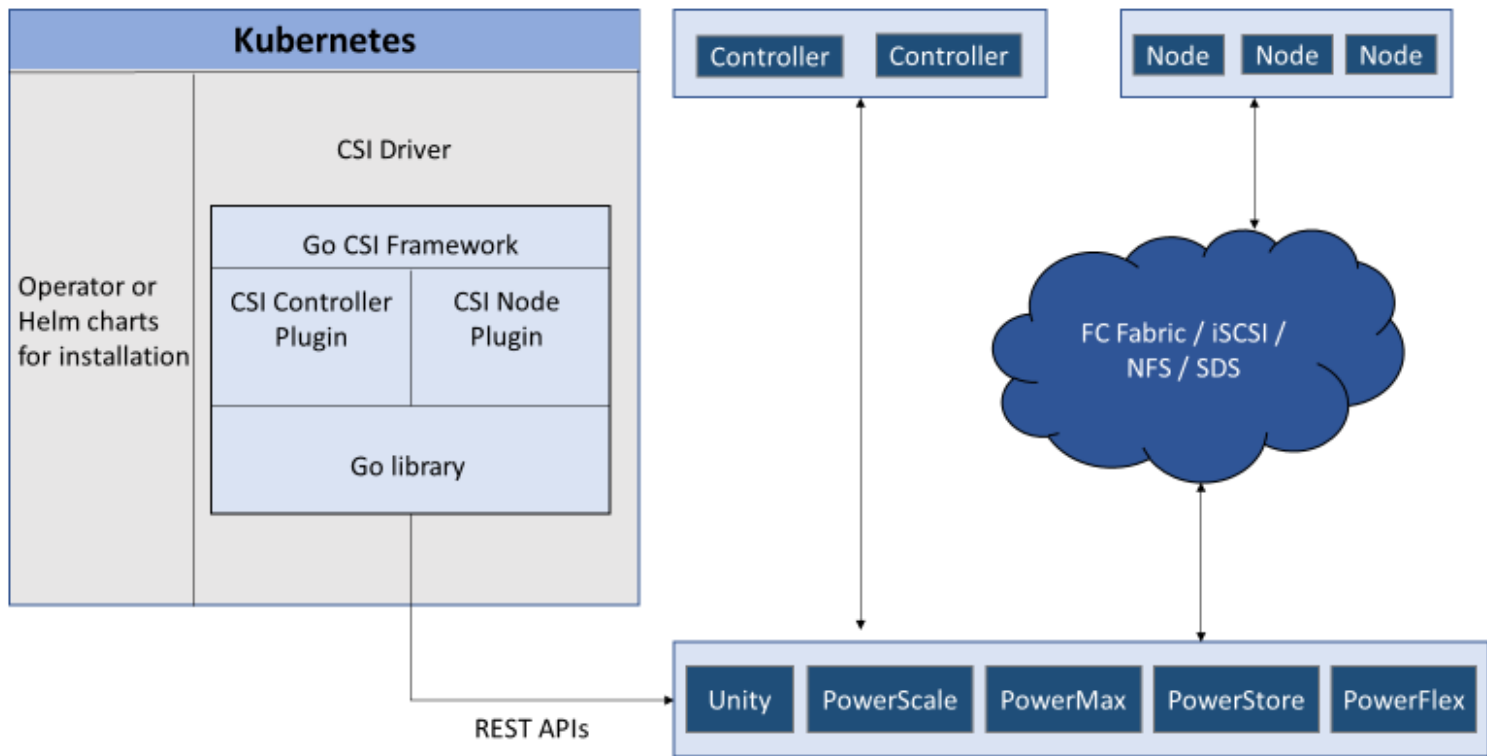 Kubernetes
Operator or
Helm charts
for installation
CSI Driver
Go CSI Framework
CSI Controller
Plugin
CSI Node
Plugin
Go library
REST APIs
Controller
Controller
Node
Node
Node
FC Fabric / iSCSI /
NFS / SDS
Unity
PowerScale
PowerMax
PowerStore
PowerFlex